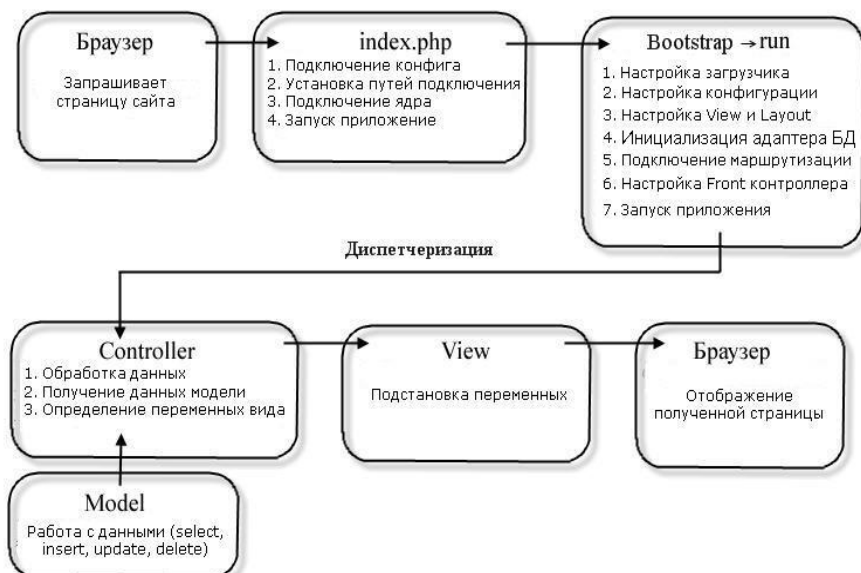 Браузер
Запрашивает
страницу сайта
index.php
1. Подключение конфига
2. Установка путей подключения
3. Подключение ядра
4. Запуск приложение
Bootstrap → run
1. Настройка загрузчика
2. Настройка конфигурации
3. Настройка View и Layout
4. Инициализация адаптера БД
5. Подключение маршрутизации
6. Настройка Front контроллера
7. Запуск приложения
Диспетчеризация
Controller
1. Обработка данных
2. Получение данных модели
3. Определение переменных вида
View
Подстановка переменных
Браузер
Отображение
полученной страницы
Model
Работа с данными (select,
insert, update, delete)